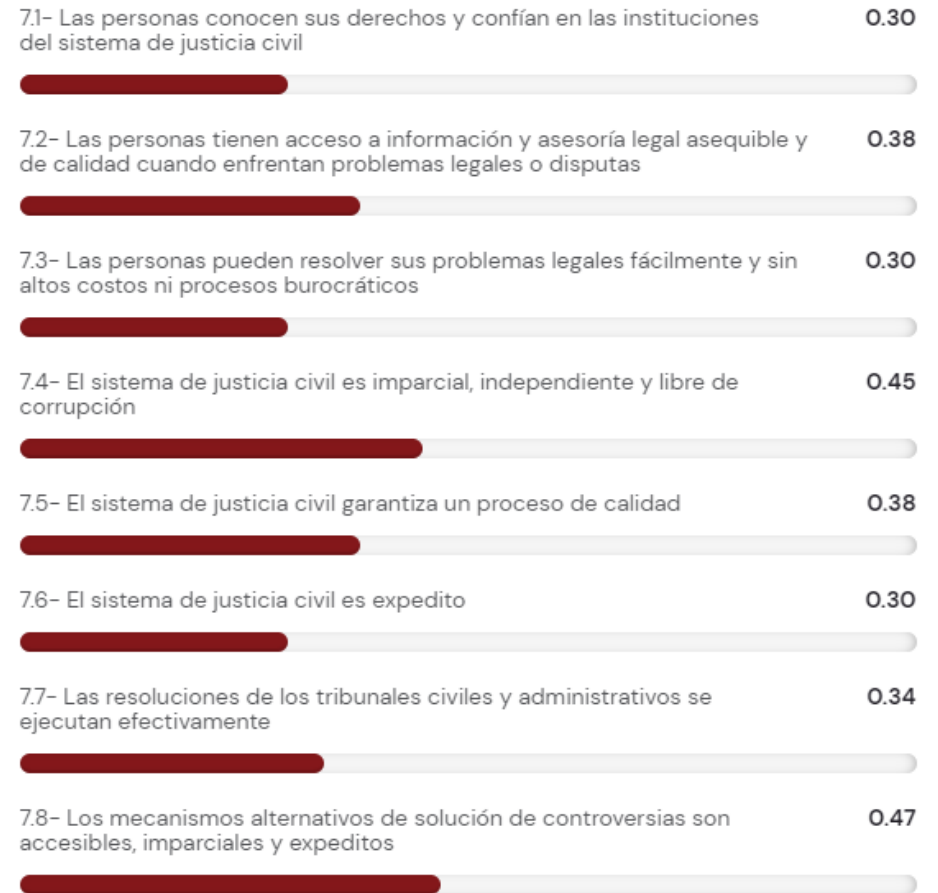 7.1- Las personas conocen sus derechos y confían en las instituciones 0.30
del sistema de justicia civil
7.2- Las personas tienen acceso a información y asesoría legal asequible y 0.38
de calidad cuando enfrentan problemas legales o disputas
7.3- Las personas pueden resolver sus problemas legales fácilmente y sin 0.30
altos costos ni procesos burocráticos
7.4- El sistema de justicia civil es imparcial, independiente y libre de 0.45
corrupción
7.5- El sistema de justicia civil garantiza un proceso de calidad 0.38
7.6- El sistema de justicia civil es expedito 0.30
7.7- Las resoluciones de los tribunales civiles y administrativos se 0.34
ejecutan efectivamente
7.8- Los mecanismos alternativos de solución de controversias son 0.47
accesibles, imparciales y expeditos